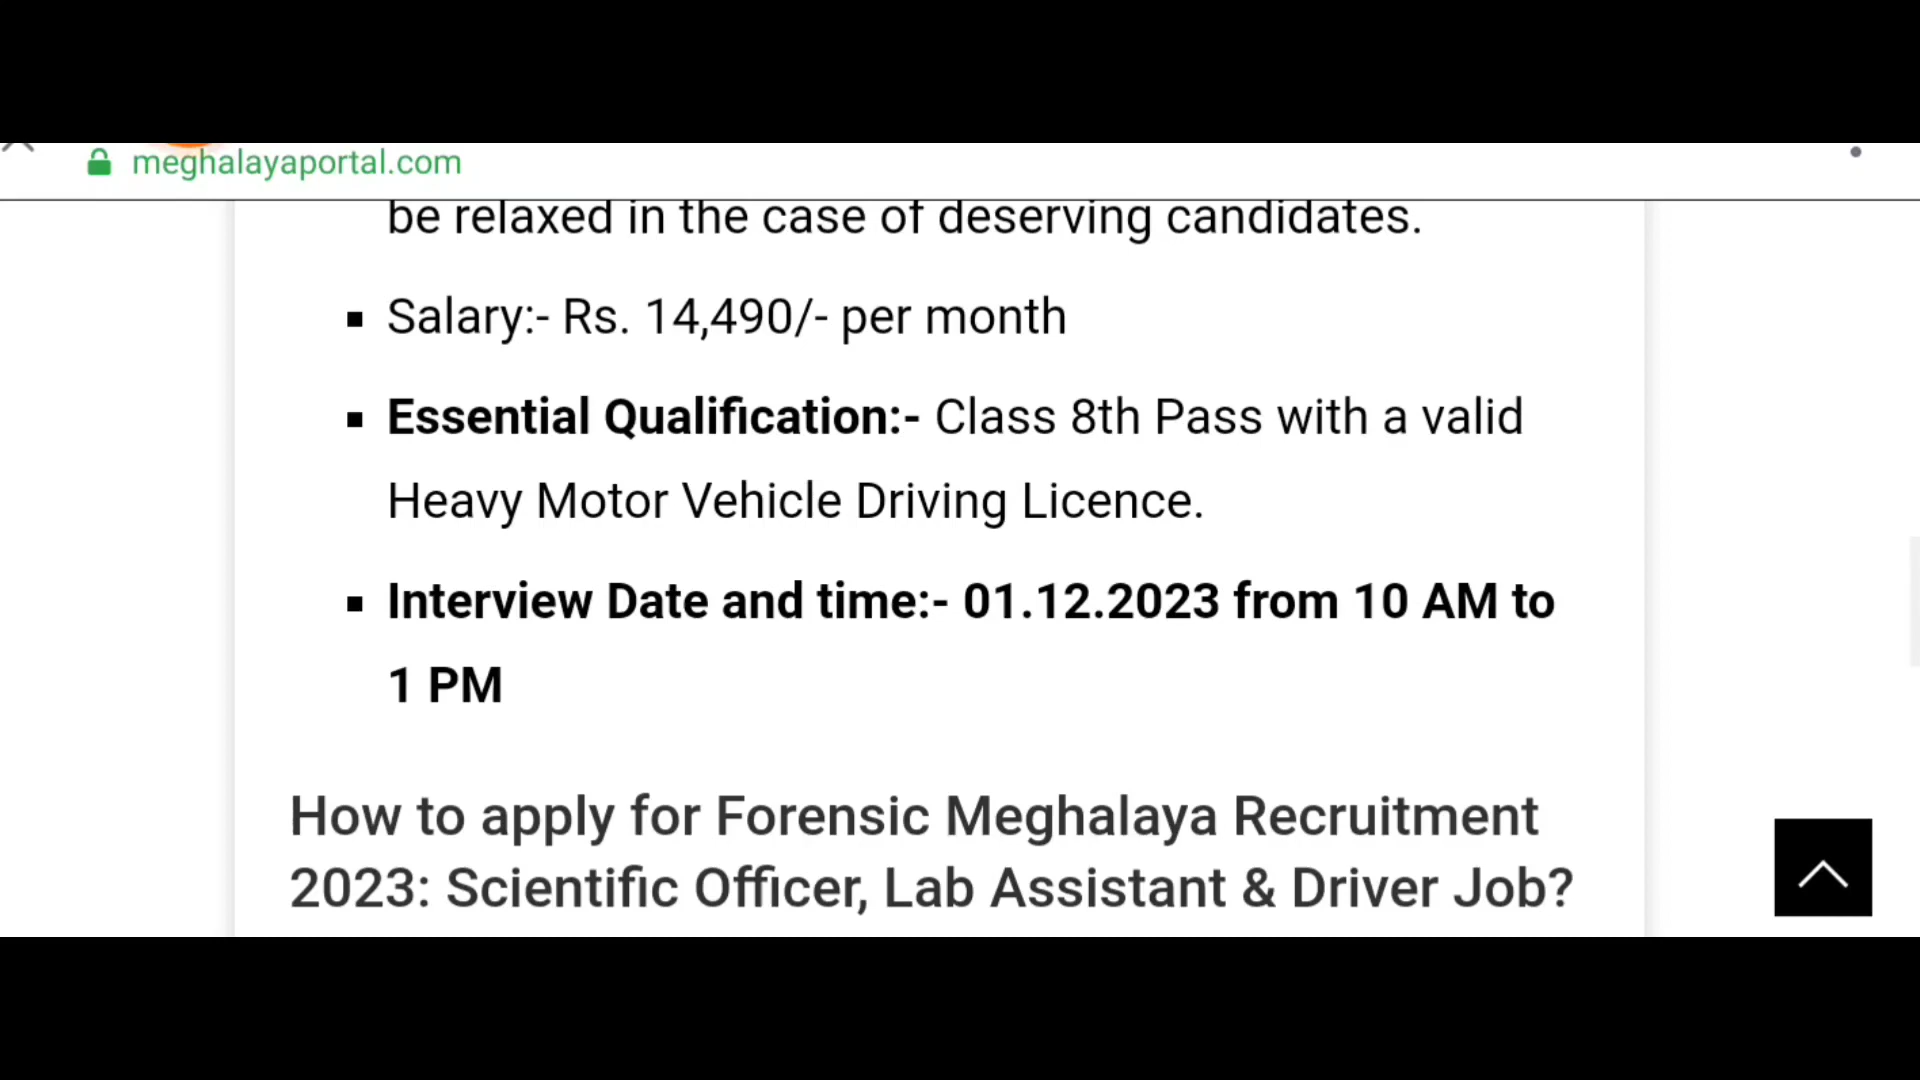 meghalayaportal.com
be relaxed in the case of deserving candidates.
Salary:- Rs. 14,490/- per month
Essential Qualification:- Class 8th Pass with a valid
Heavy Motor Vehicle Driving Licence.
Interview Date and time:- 01.12.2023 from 10 AM to
1 PM
How to apply for Forensic Meghalaya Recruitment
2023: Scientific Officer, Lab Assistant & Driver Job?